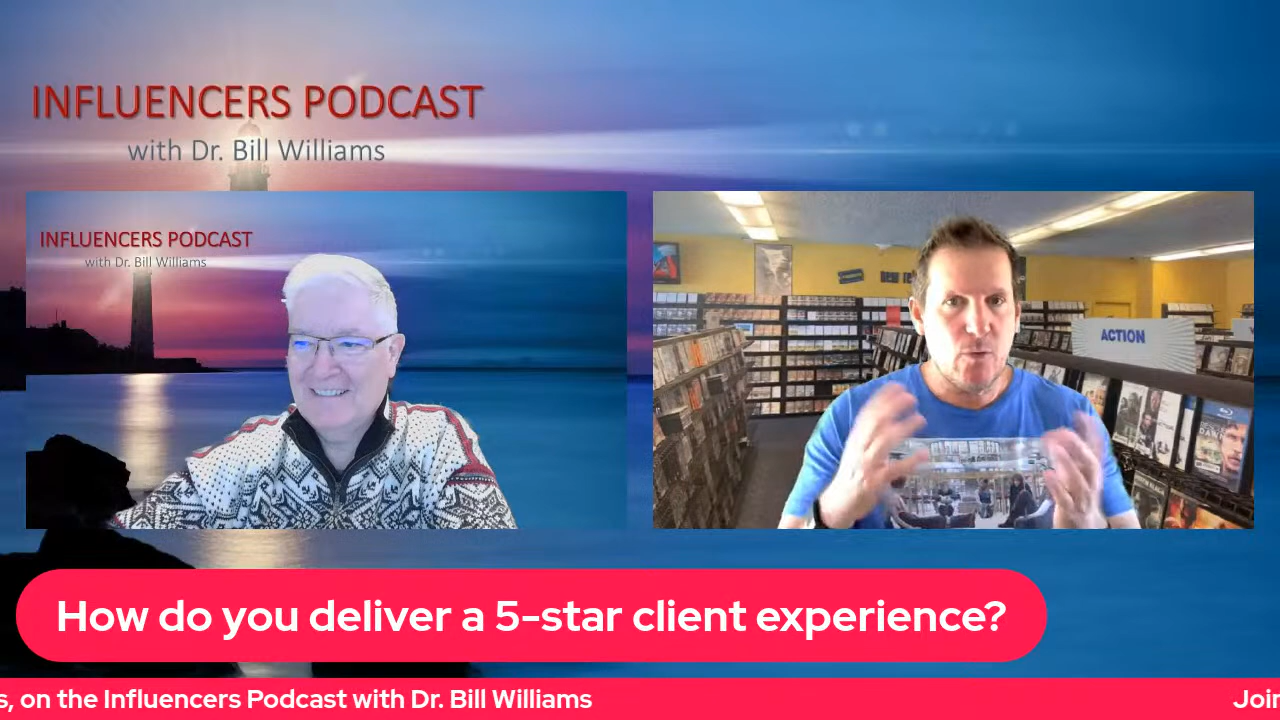 INFLUENCERS PODCAST
with Dr. Bill Williams
INFLUENCERS PODCAST
with Dr. Bill Williams
ACTION
How do you deliver a 5-star client experience?
s, on the Influencers Podcast with Dr. Bill Williams
Join